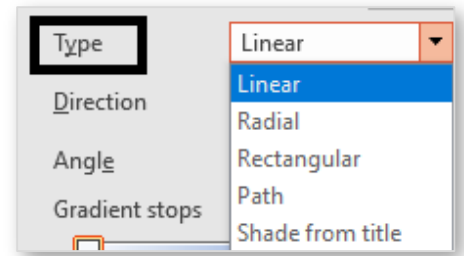 Type Linear
Linear
Direction
Radial
Angle Rectangular
Path
Gradient stops
Shade from title